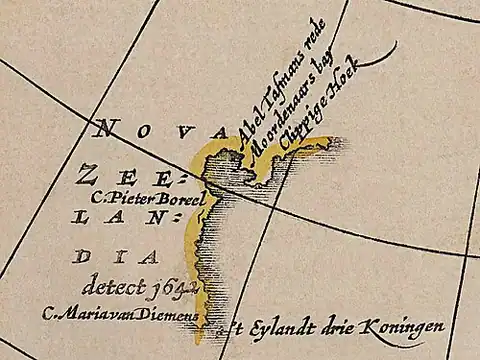 Abel Tasmans rede
Moordenaars bay
Clippige Hoek
NOVA
ZEE:
C. Pieter Boreel
LAN:
DIA
detect 1642
C. Maria van Diemens
't Eylandt drie Koningen